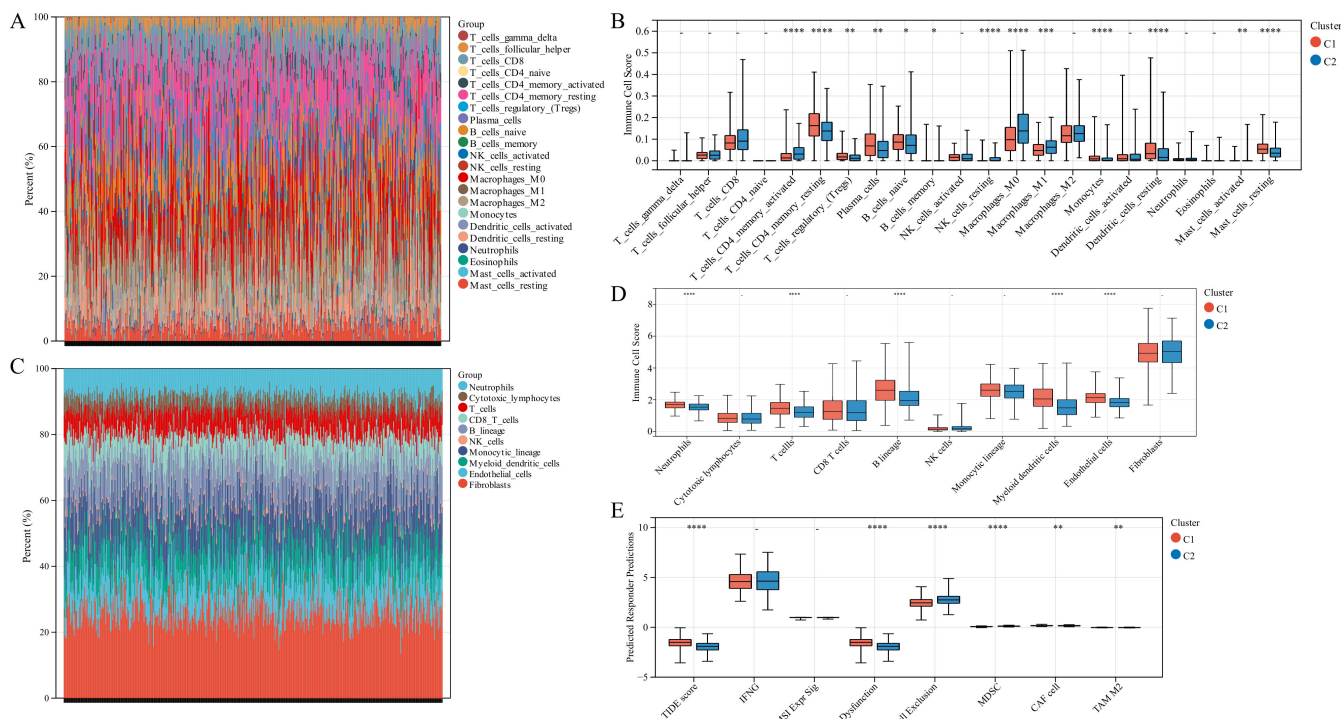 A
Percent (%)
100
80
60
40
20
0
Group
T_cells_gamma_delta
T_cells_follicular_helper
T_cells_CD8
T_cells_CD4_naive
T_cells_CD4_memory_activated
T_cells_CD4_memory_resting
T_cells_regulatory_(Tregs)
Plasma_cells
B_cells_naive
B_cells_memory
NK_cells_activated
NK_cells_resting
Macrophages_M0
Macrophages_M1
Macrophages_M2
Monocytes
Dendritic_cells_activated
Dendritic_cells_resting
Neutrophils
Eosinophils
Mast_cells_activated
Mast_cells_resting
B
Immune Cell Score
0.6
0.5
0.4
0.3
0.2
0.1
0.0
- - - - **** **** ** ** * * - **** **** *** - **** - **** - - ** ****
T_cells_gamma_delta
T_cells_follicular_helper
T_cells_CD8
T_cells_CD4_naive
T_cells_CD4_memory_activated
T_cells_CD4_memory_resting
T_cells_regulatory_(Tregs)
Plasma_cells
B_cells_naive
B_cells_memory
NK_cells_activated
NK_cells_resting
Macrophages_M0
Macrophages_M1
Macrophages_M2
Monocytes
Dendritic_cells_activated
Dendritic_cells_resting
Neutrophils
Eosinophils
Mast_cells_activated
Mast_cells_resting
Cluster
C1
C2
C
Percent (%)
100
80
60
40
20
0
Group
Neutrophils
Cytotoxic_lymphocytes
T_cells
CD8_T_cells
B_lineage
NK_cells
Monocytic_lineage
Myeloid_dendritic_cells
Endothelial_cells
Fibroblasts
D
Immune Cell Score
8
6
4
2
0
**** - **** - **** - - **** **** -
Neutrophils
Cytotoxic lymphocytes
T cells
CD8 T cells
B lineage
NK cells
Monocytic lineage
Myeloid dendritic cells
Endothelial cells
Fibroblasts
Cluster
C1
C2
E
Predicted Responder Predictions
10
5
0
−5
**** - - **** **** **** ** **
TIDE score
IFNG
MSI Expr Sig
Dysfunction
ell Exclusion
MDSC
CAF cell
TAM M2
Cluster
C1
C2